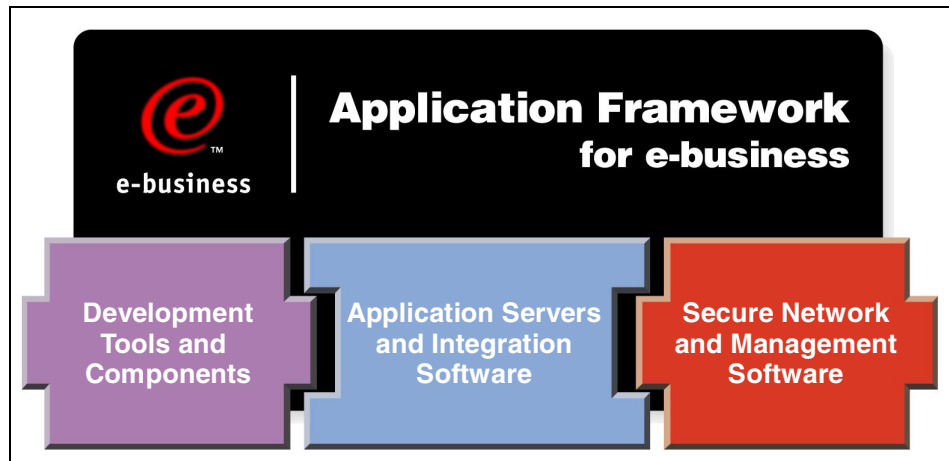 e
TM
e-business
Application Framework
for e-business
Development
Tools and
Components
Application Servers
and Integration
Software
Secure Network
and Management
Software